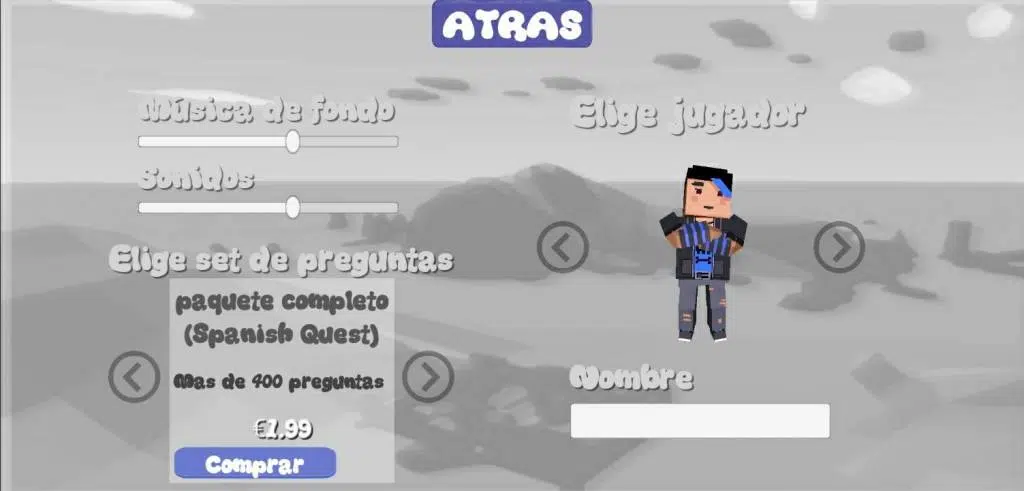 ATRAS
Música de fondo
Sonidos
Elige set de preguntas
paquete completo
(Spanish Quest)
Mas de 400 preguntas
€1.99
Comprar
Elige jugador
Nombre